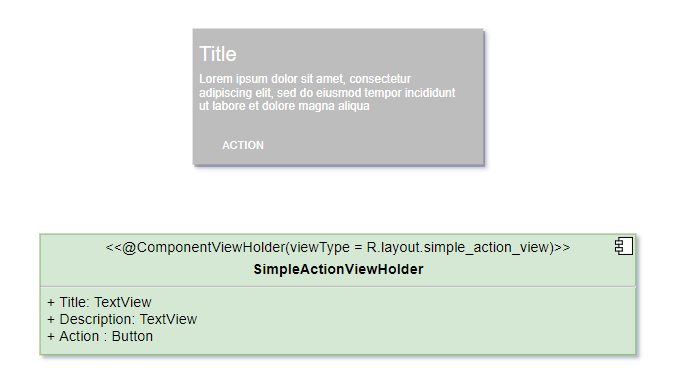 Title
Lorem ipsum dolor sit amet, consectetur
adipiscing elit, sed do eiusmod tempor incididunt
ut labore et dolore magna aliqua
ACTION
<<@ComponentViewHolder(viewType = R.layout.simple_action_view)>>
SimpleActionViewHolder
+ Title: TextView
+ Description: TextView
+ Action : Button